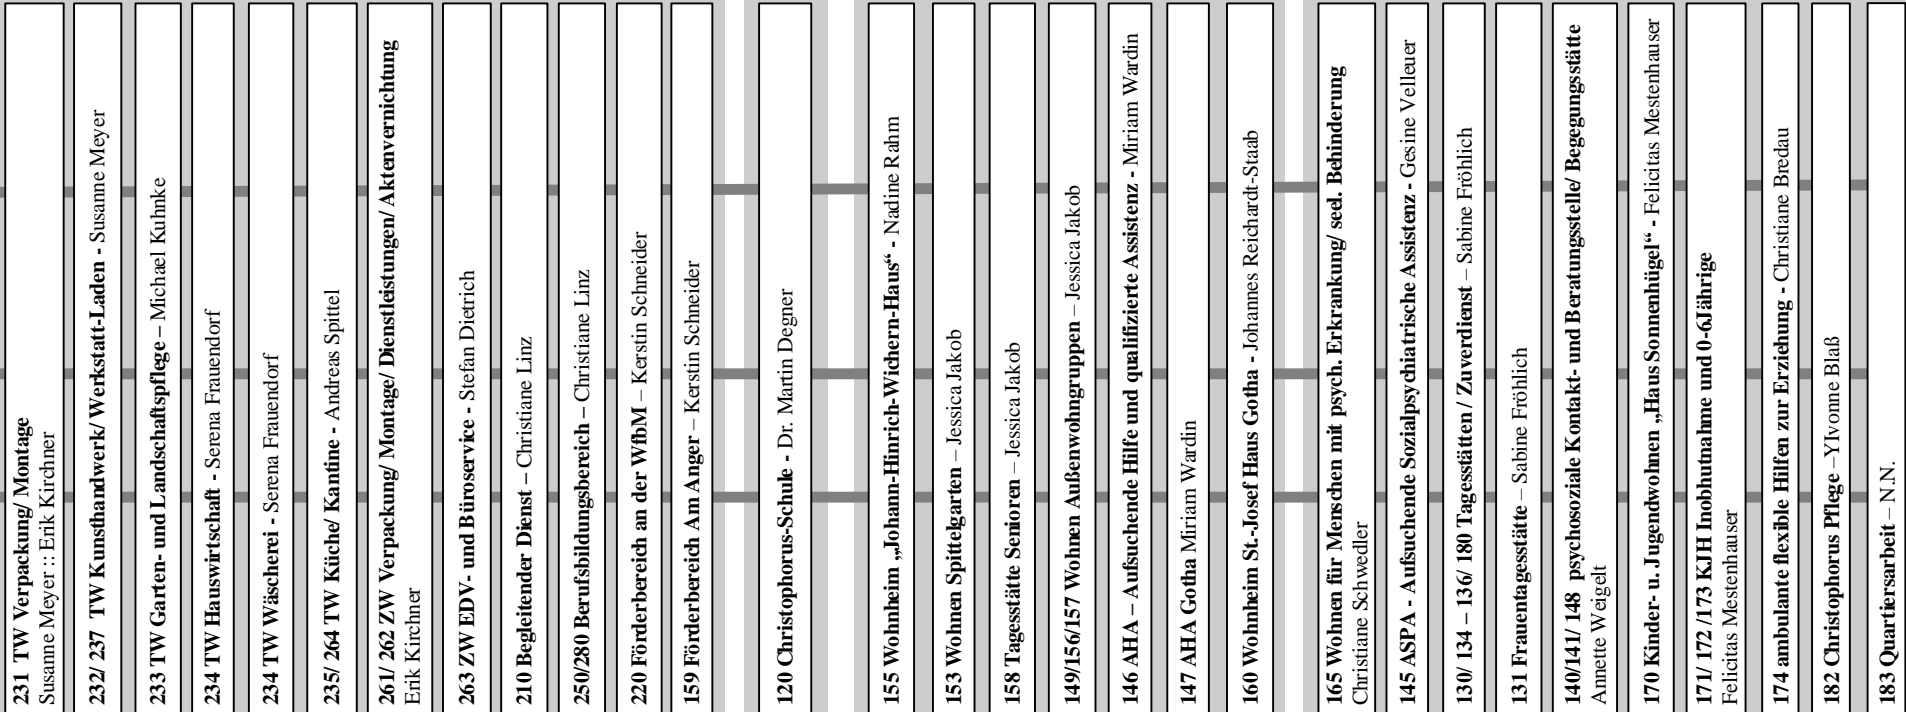 231 TW Verpackung/ Montage
Susanne Meyer :: Erik Kirchner
232/ 237 TW Kunsthandwerk/ Werkstatt-Laden - Susanne Meyer
233 TW Garten- und Landschaftspflege – Michael Kuhnke
234 TW Hauswirtschaft - Serena Frauendorf
234 TW Wäscherei - Serena Frauendorf
235/ 264 TW Küche/ Kantine - Andreas Spittel
261/ 262 ZW Verpackung/ Montage/ Dienstleistungen/ Aktenvernichtung
Erik Kirchner
263 ZW EDV- und Büroservice - Stefan Dietrich
210 Begleitender Dienst – Christiane Linz
250/280 Berufsbildungsbereich – Christiane Linz
220 Förderbereich an der WfbM – Kerstin Schneider
159 Förderbereich Am Anger – Kerstin Schneider
120 Christophorus-Schule - Dr. Martin Degner
155 Wohnheim „Johann-Hinrich-Wichern-Haus“ - Nadine Rahm
153 Wohnen Spittelgarten – Jessica Jakob
158 Tagesstätte Senioren – Jessica Jakob
149/156/157 Wohnen Außenwohngruppen – Jessica Jakob
146 AHA – Aufsuchende Hilfe und qualifizierte Assistenz - Miriam Wardin
147 AHA Gotha Miriam Wardin
160 Wohnheim St.-Josef Haus Gotha - Johannes Reichardt-Staab
165 Wohnen für Menschen mit psych. Erkrankung/ seel. Behinderung
Christiane Schwedler
145 ASPA - Aufsuchende Sozialpsychiatrische Assistenz - Gesine Velleuer
130/ 134 – 136/ 180 Tagesstätten / Zuverdienst – Sabine Fröhlich
131 Frauentagesstätte – Sabine Fröhlich
140/141/ 148 psychosoziale Kontakt- und Beratungsstelle/ Begegungsstätte
Annette Weigelt
170 Kinder- u. Jugendwohnen „Haus Sonnenhügel“ - Felicitas Mestenhauser
171/ 172 /173 KJH Inobhutnahme und 0-6Jährige
Felicitas Mestenhauser
174 ambulante flexible Hilfen zur Erziehung - Christiane Bredau
182 Christophorus Pflege –YIvonne Blaß
183 Quartiersarbeit – N.N.